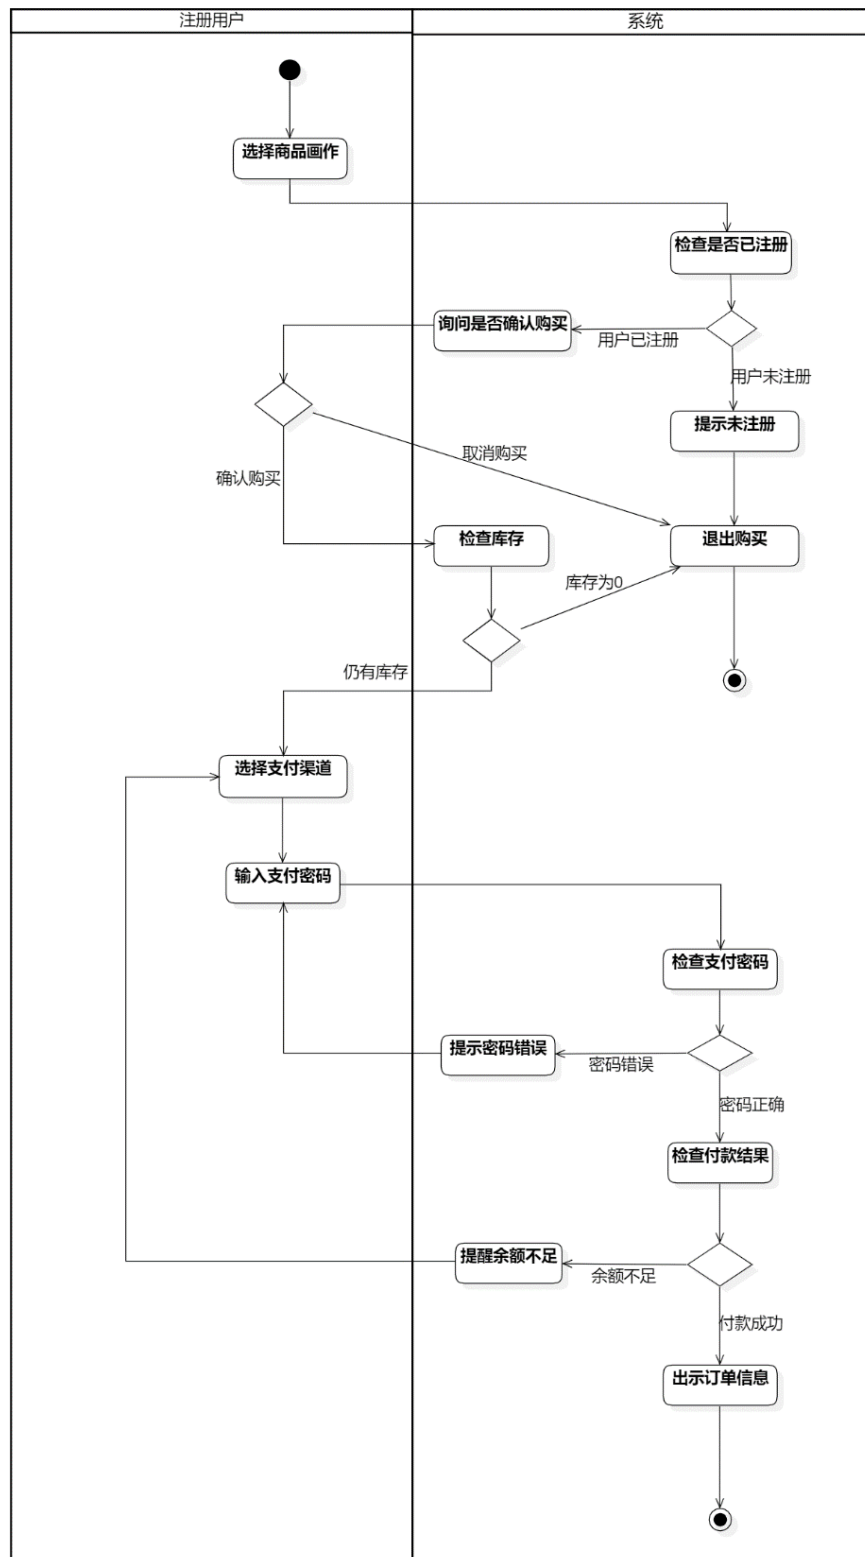 注册用户
系统
选择商品画作
检查是否已注册
询问是否确认购买
用户已注册
用户未注册
提示未注册
取消购买
确认购买
检查库存
退出购买
库存为0
仍有库存
选择支付渠道
输入支付密码
检查支付密码
提示密码错误
密码错误
密码正确
检查付款结果
提醒余额不足
余额不足
付款成功
出示订单信息